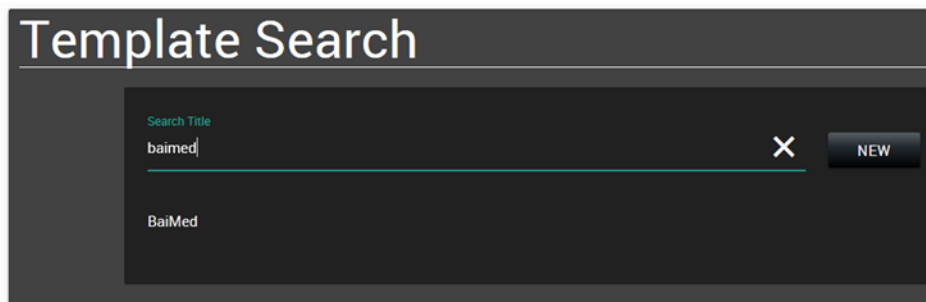 Template Search
Search Title
baimed
NEW
BaiMed